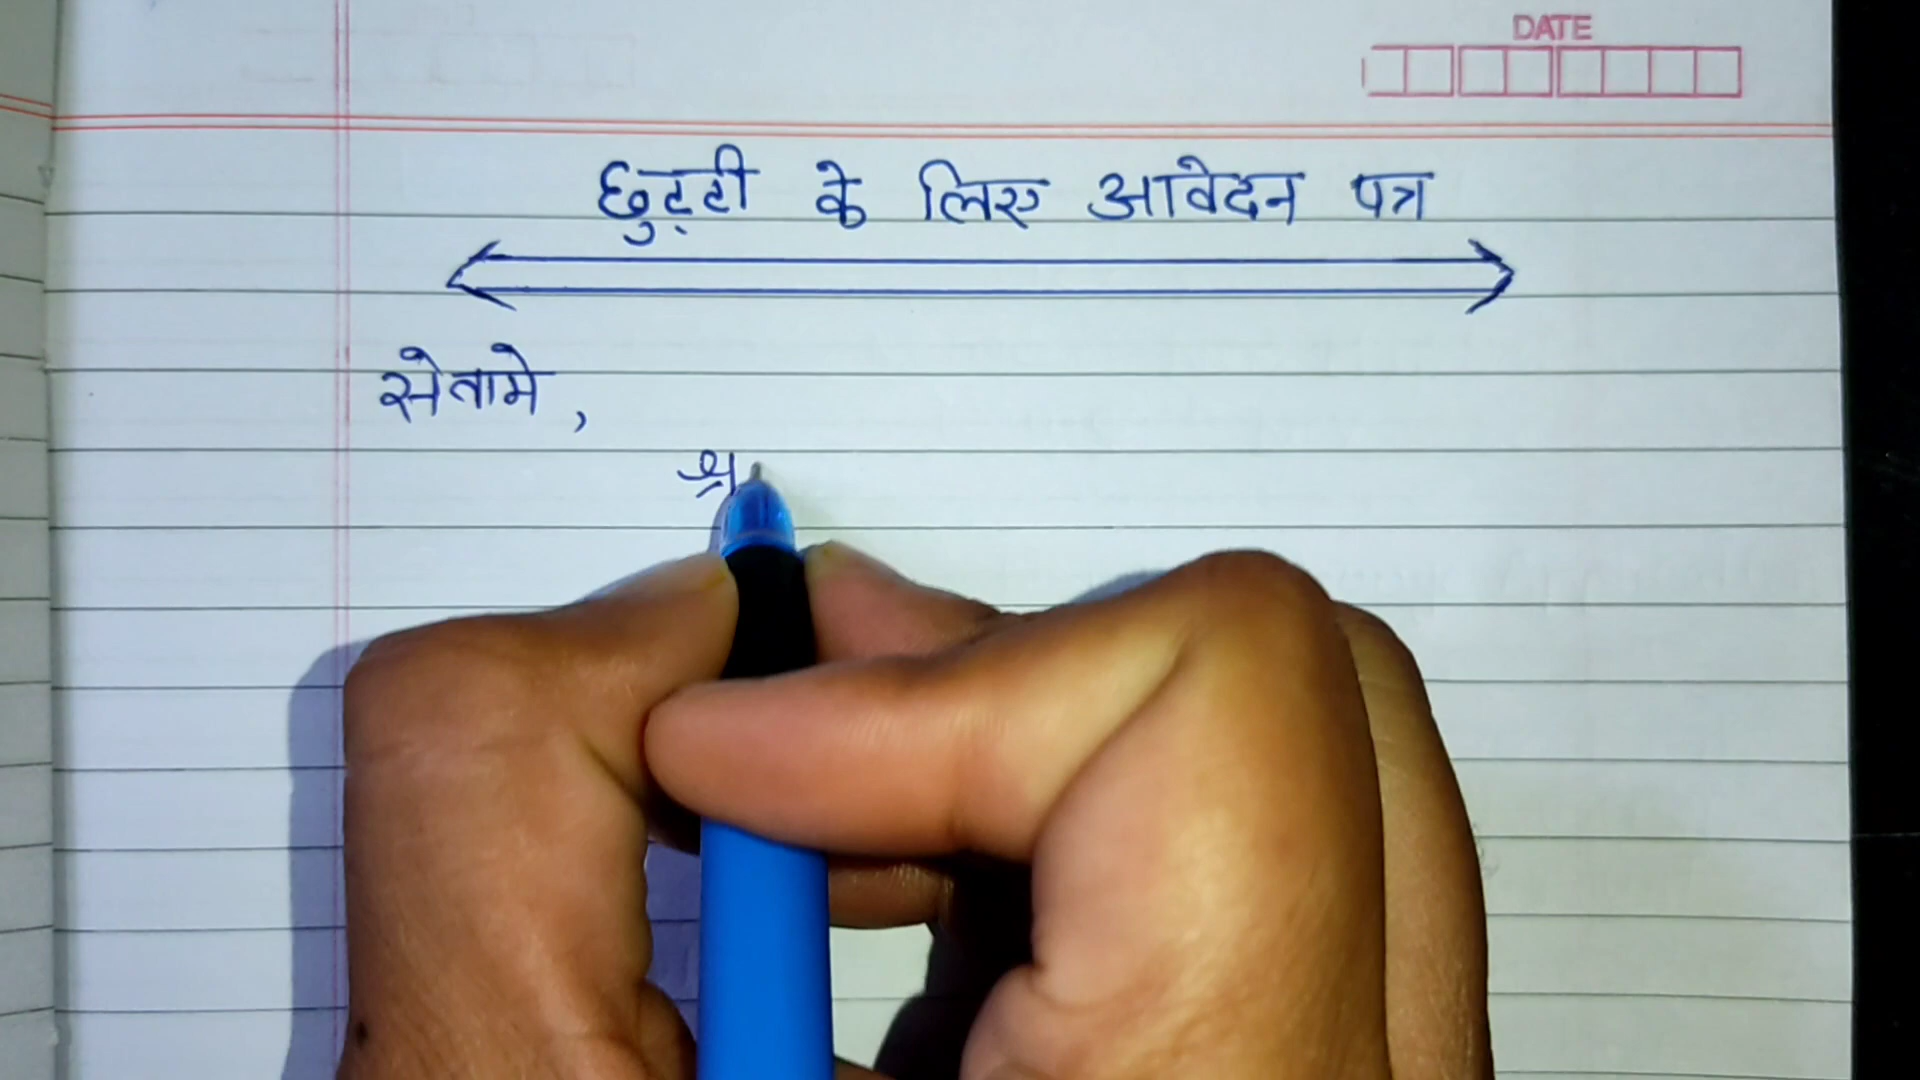 DATE
छुट्टी के लिए आवेदन पत्र
सेवामे,
श्र